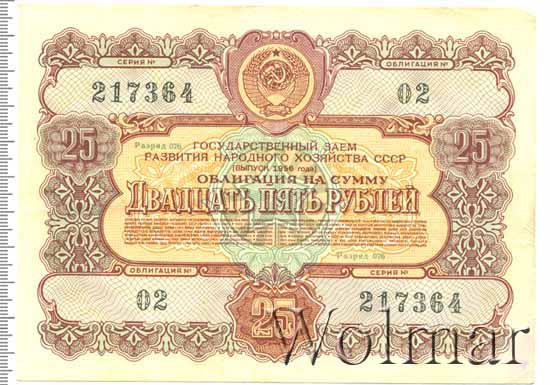 СЕРИЯ № ОБЛИГАЦИЯ №
217364 02
25 25
Разряд 076
ГОСУДАРСТВЕННЫЙ ЗАЕМ
РАЗВИТИЯ НАРОДНОГО ХОЗЯЙСТВА СССР
(ВЫПУСК 1956 года)
ОБЛИГАЦИЯ НА СУММУ
ДВАДЦАТЬ ПЯТЬ РУБЛЕЙ
Разряд 076
ОБЛИГАЦИЯ № СЕРИЯ №
02 217364
25
Wolmar